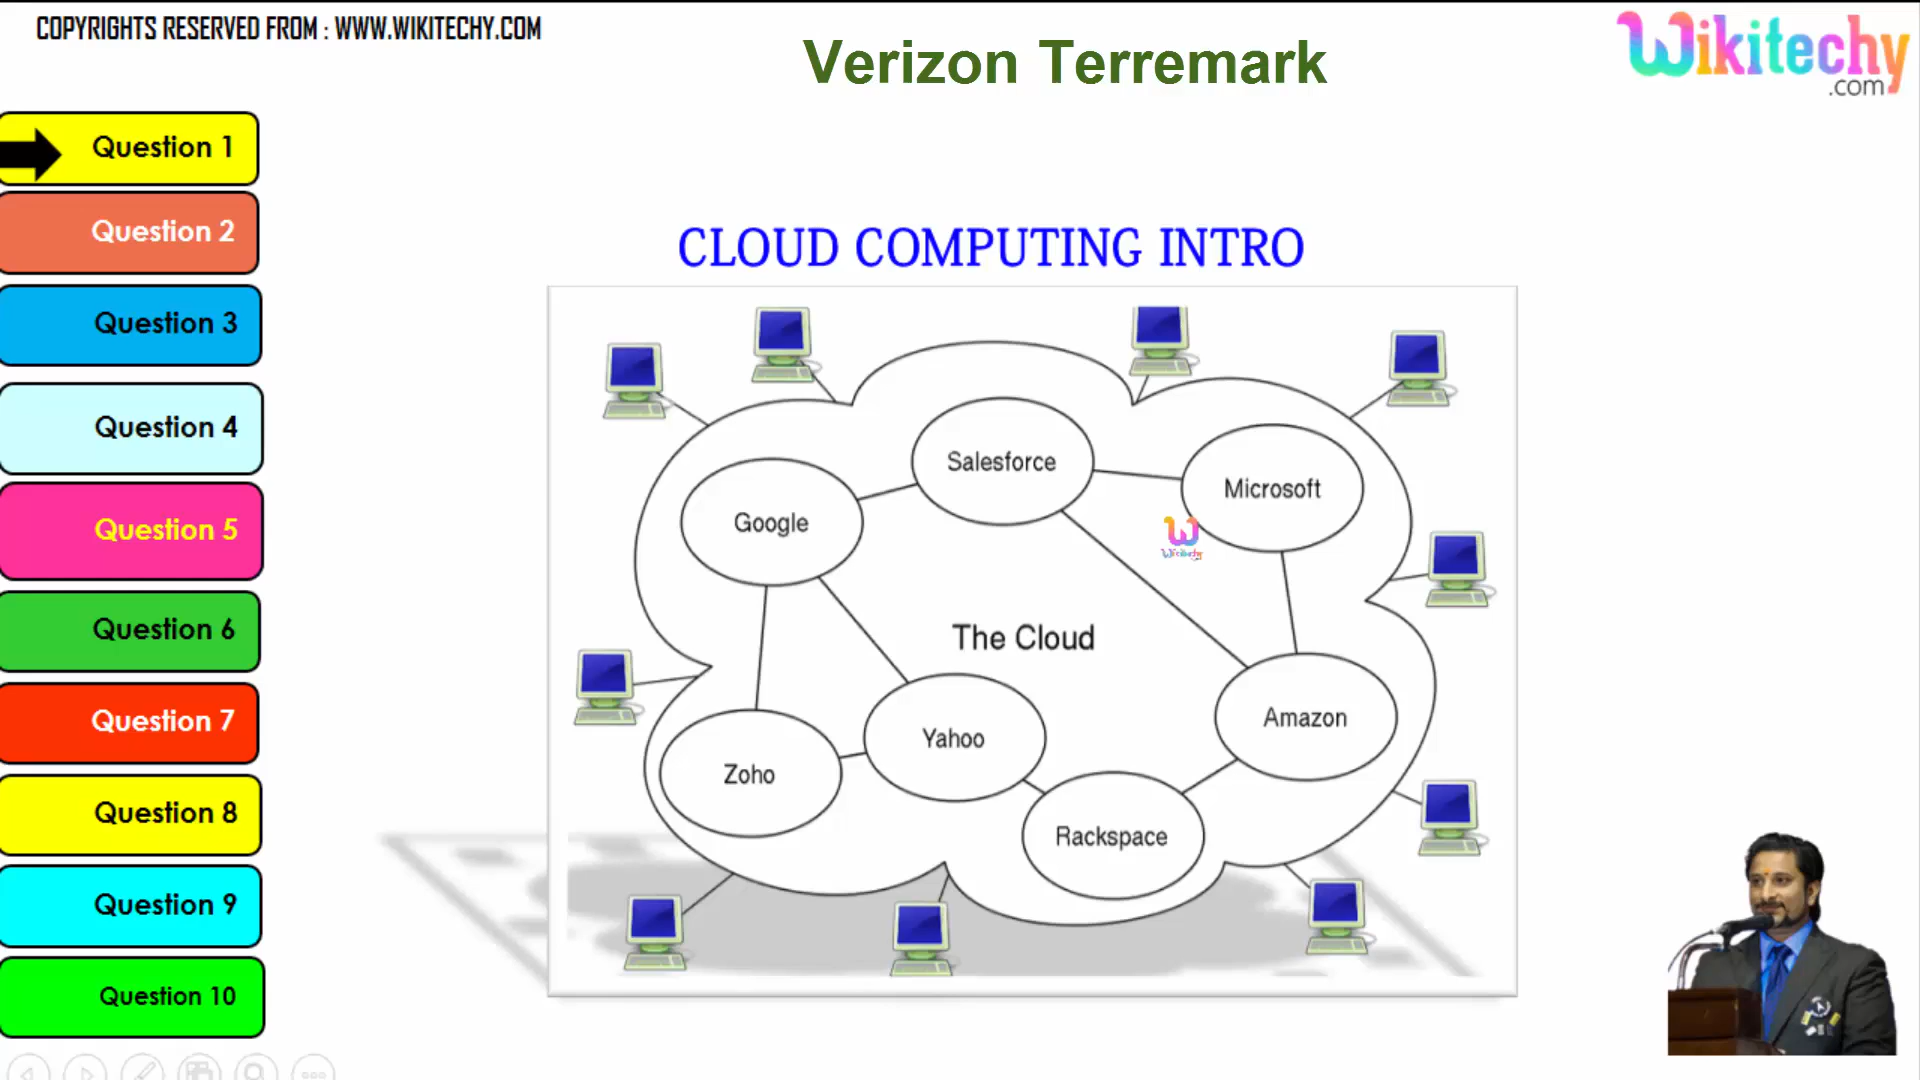 COPYRIGHTS RESERVED FROM : WWW.WIKITECHY.COM
Verizon Terremark
Wikitechy
.com
Question 1
Question 2
Question 3
Question 4
Question 5
Question 6
Question 7
Question 8
Question 9
Question 10
CLOUD COMPUTING INTRO
Salesforce
Microsoft
Google
Wikitechy
The Cloud
Amazon
Yahoo
Zoho
Rackspace